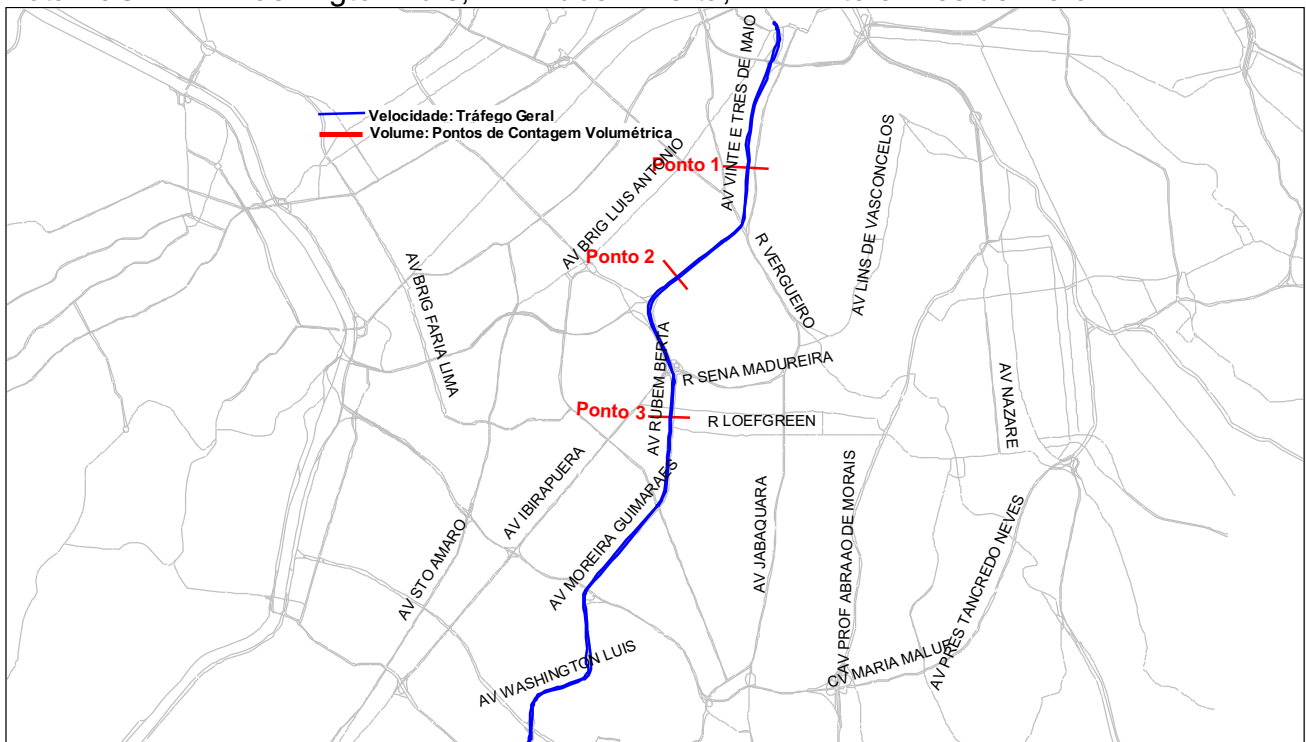 Velocidade: Tráfego Geral
Volume: Pontos de Contagem Volumétrica
AV VINTE E TRES DE MAIO
Ponto 1
AV BRIG LUIS ANTONIO
AV LINS DE VASCONCELOS
Ponto 2
R VERGUEIRO
AV BRIG FARIA LIMA
AV RUBEM BERTA
R SENA MADUREIRA
AV NAZARE
Ponto 3
R LOEFGREEN
AV IBIRAPUERA
AV MOREIRA GUIMARAES
AV JABAQUARA
AV PROF ABRAAO DE MORAIS
AV STO AMARO
AV PRES TANCREDO NEVES
CV MARIA MALUF
AV WASHINGTON LUIS